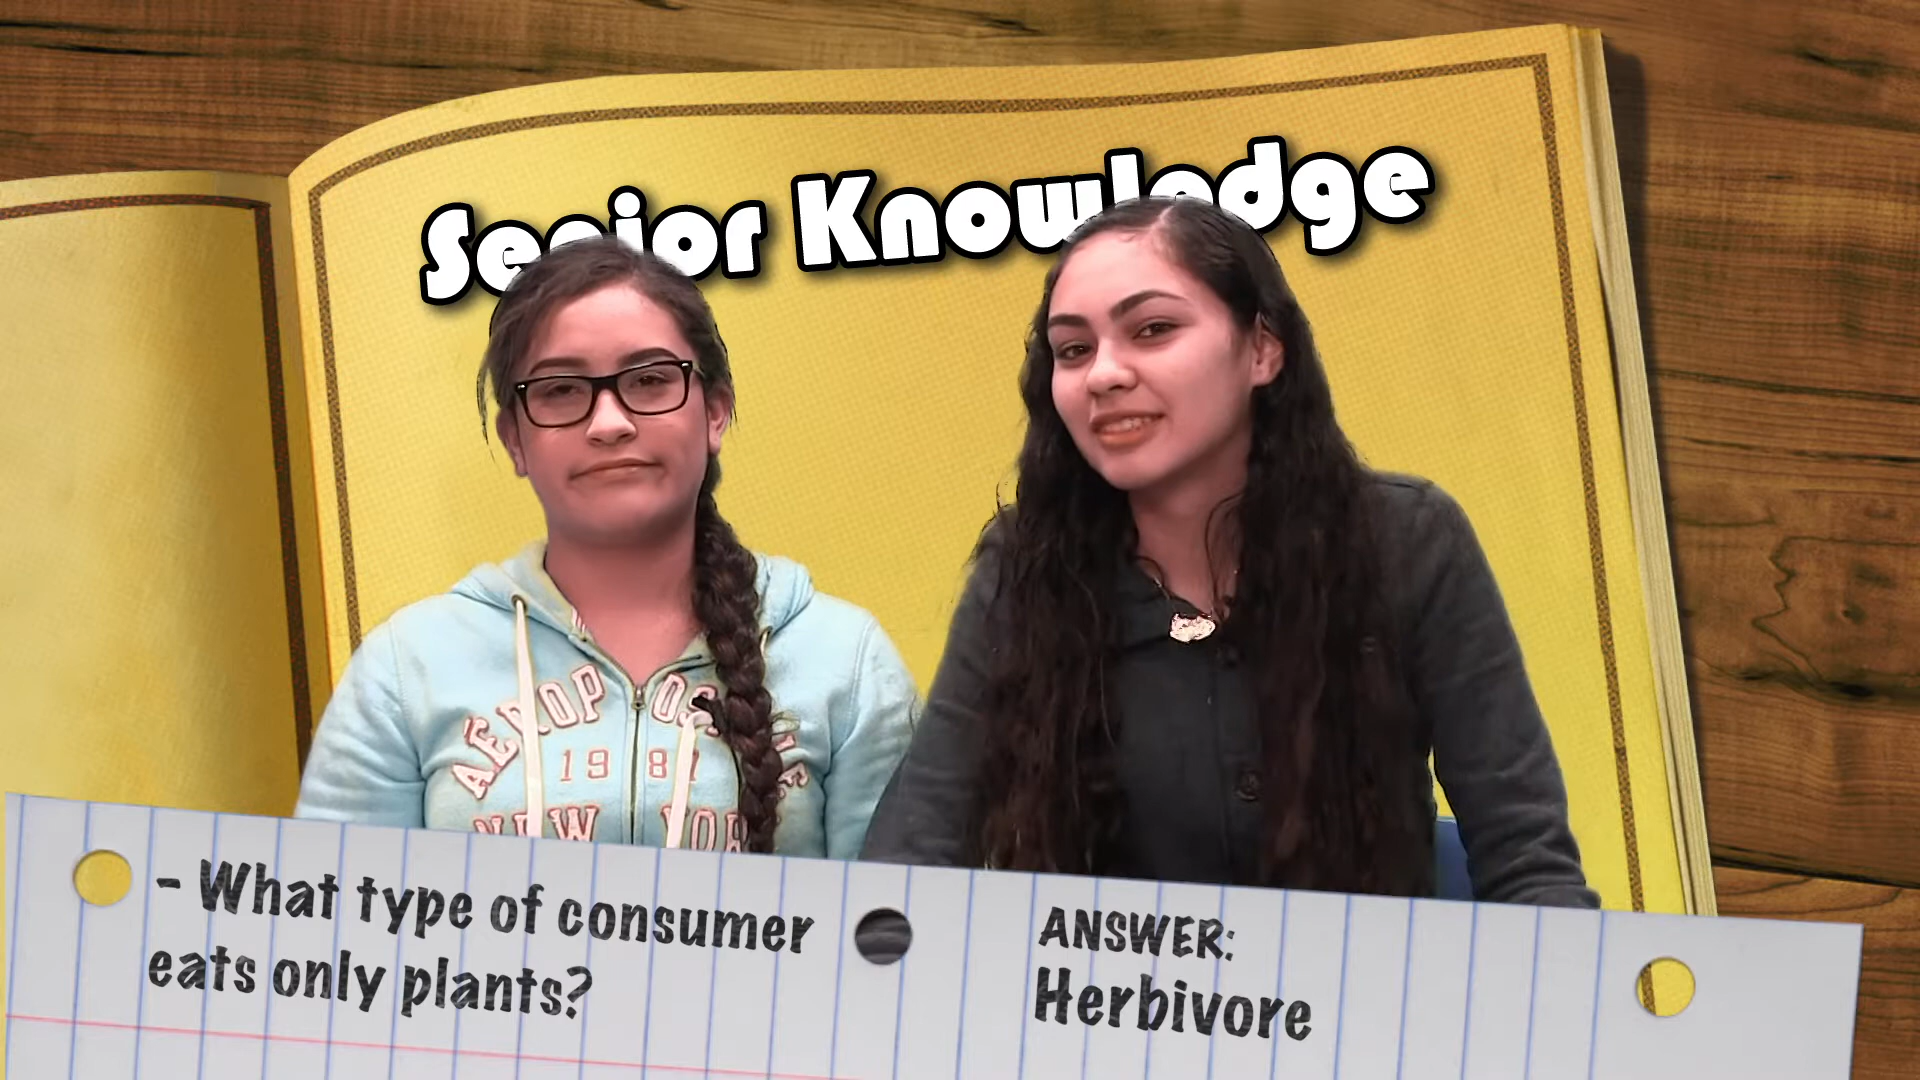 Senior Knowledge
AEROPOSTALE
1987
NEW YORK
- What type of consumer
eats only plants?
ANSWER:
Herbivore